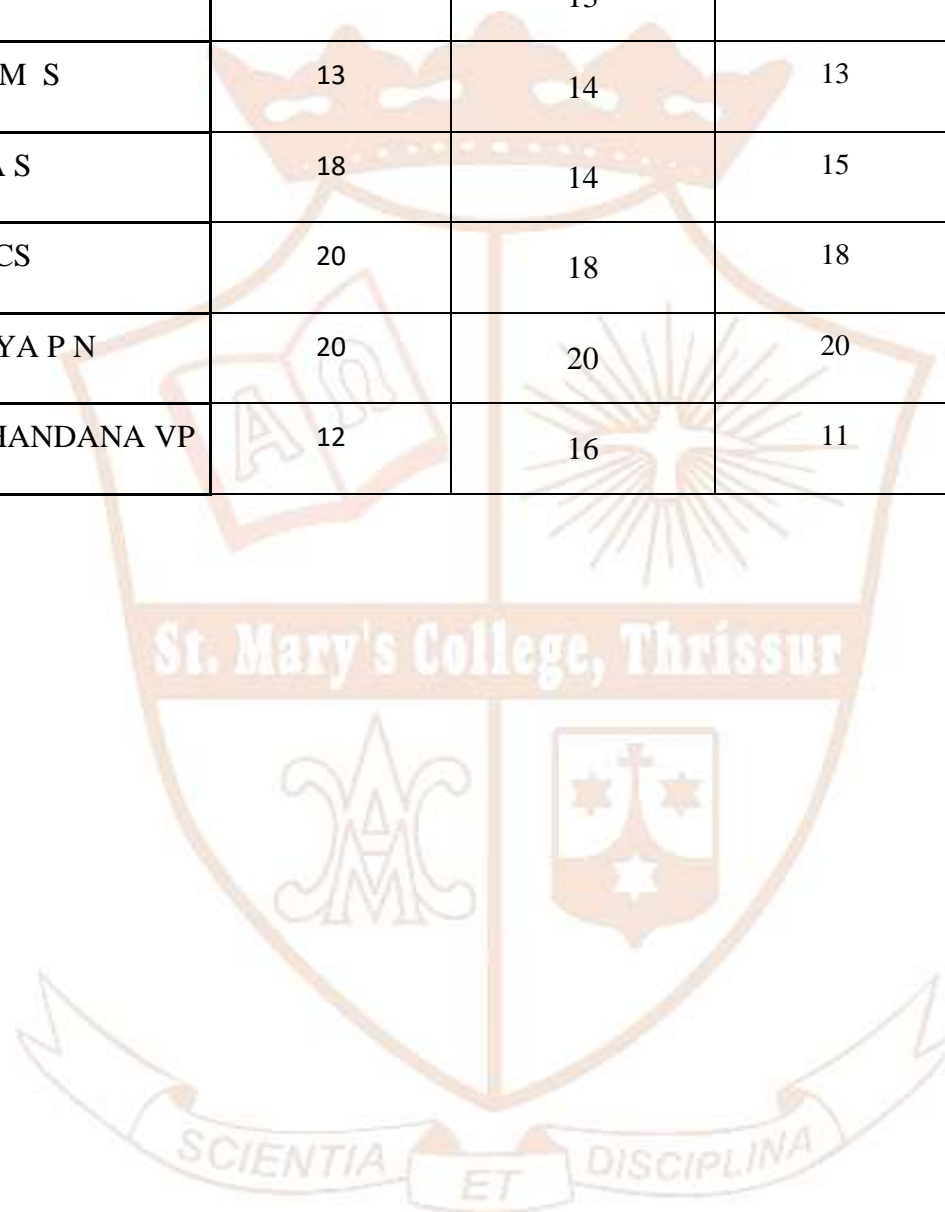 M S 13 14 13
A S 18 14 15
CS 20 18 18
YA P N 20 20 20
HANDANA VP 12 16 11
A Ω
St. Mary's College, Thrissur
SCIENTIA ET DISCIPLINA